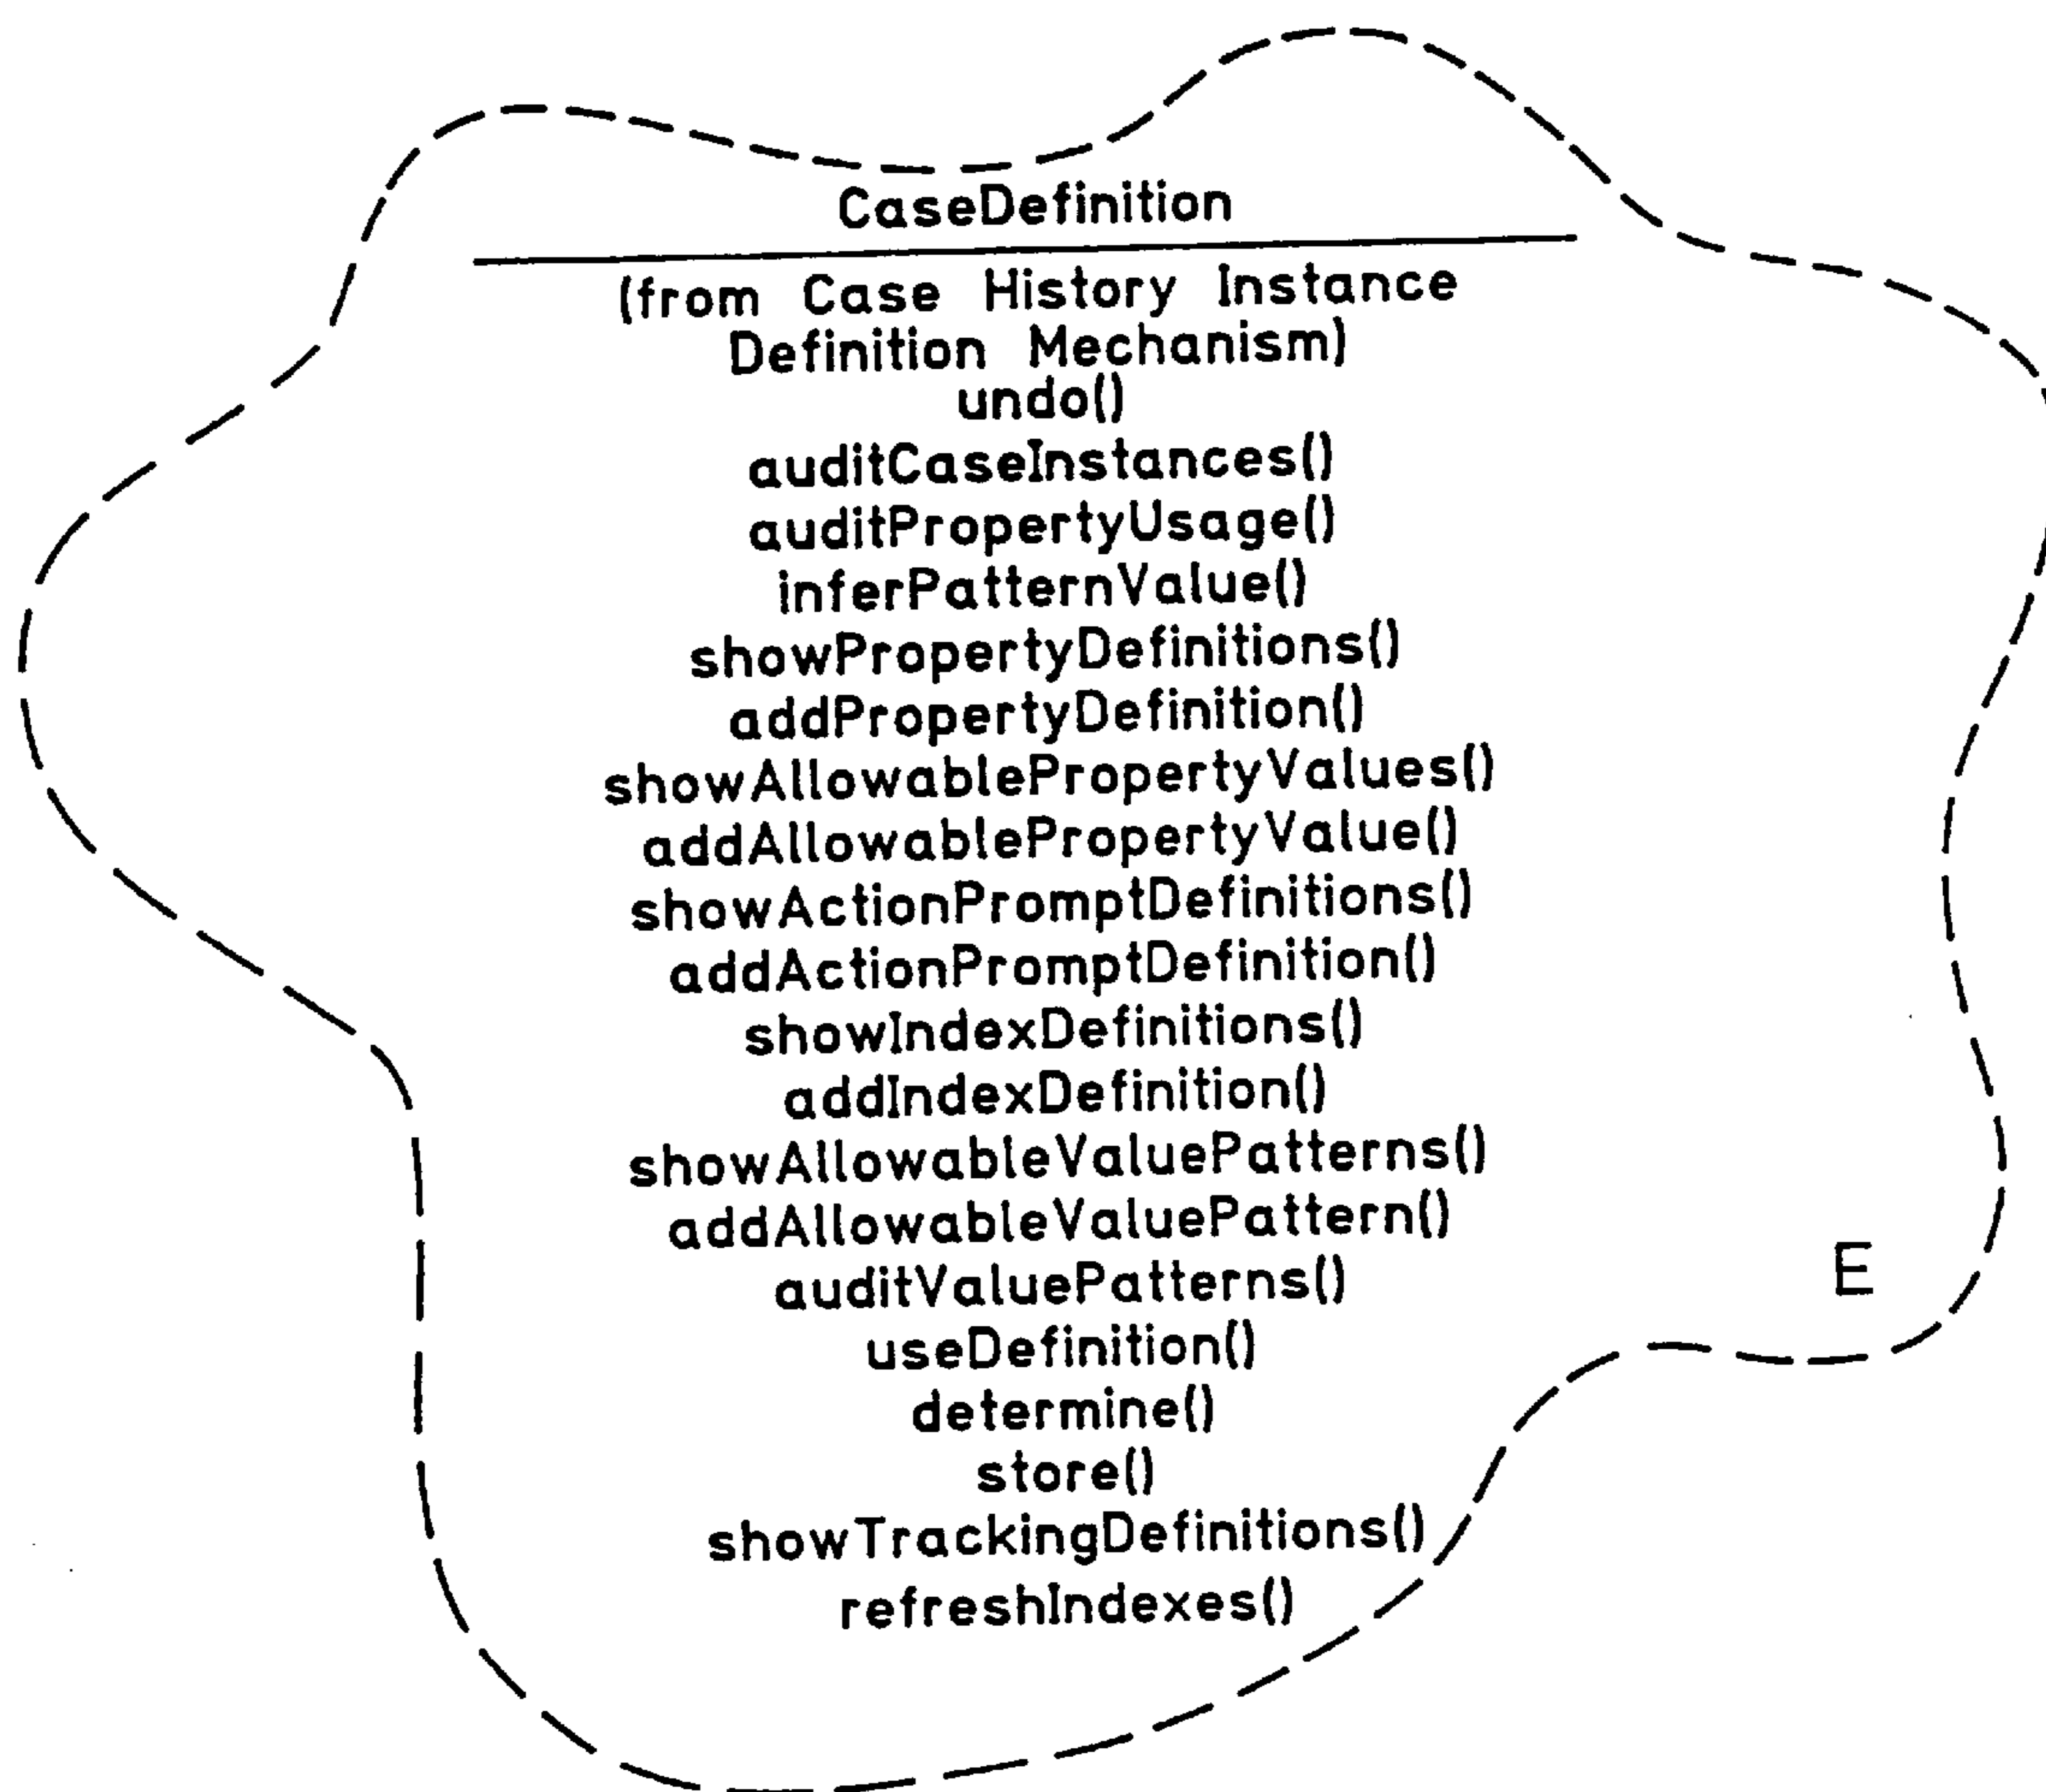 CaseDefinition
(from Case History Instance
Definition Mechanism)
undo()
auditCaseInstances()
auditPropertyUsage()
inferPatternValue()
showPropertyDefinitions()
addPropertyDefinition()
showAllowablePropertyValues()
addAllowablePropertyValue()
showActionPromptDefinitions()
addActionPromptDefinition()
showIndexDefinitions()
addIndexDefinition()
showAllowableValuePatterns()
addAllowableValuePattern()
auditValuePatterns()
E
useDefinition()
determine()
store()
showTrackingDefinitions()
refreshIndexes()